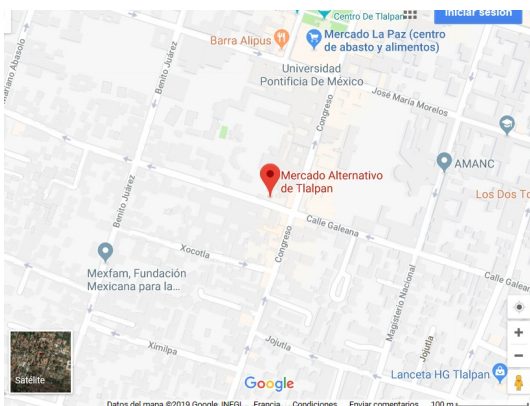 Centro De Tlalpan
Iniciar sesión
Barra Alipus
Mercado La Paz (centro
de abasto y alimentos)
Mariano Abasolo
Benito Juárez
Universidad
Pontificia De México
José María Morelos
Congreso
AMANC
Mercado Alternativo
de Tlalpan
Los Dos To
Benito Juárez
Calle Galeana
Xocotla
Congreso
Mexfam, Fundación
Mexicana para la...
Calle Galean
Magisterio Nacional
Ximilpa
Jojutla
Jojutla
Lanceta HG Tlalpan
Satélite
Google
Datos del mapa ©2019 Google, INEGI
Francia
Condiciones
Enviar comentarios
100 m